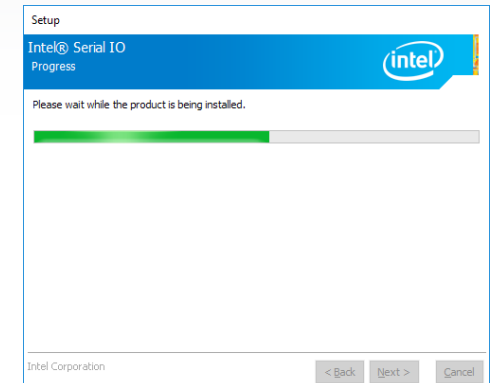 Setup
Intel® Serial IO
Progress
intel
Please wait while the product is being installed.
Intel Corporation
< Back Next > Cancel